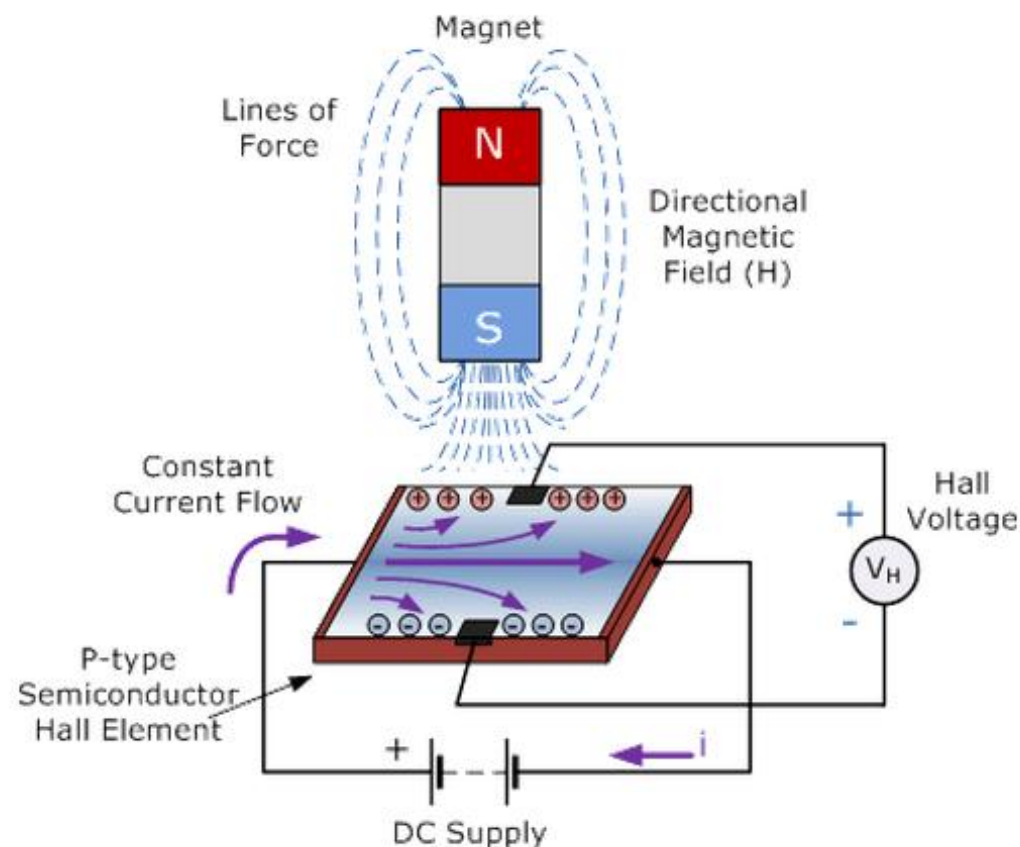 Magnet
Lines of
Force
N
Directional
Magnetic
Field (H)
S
Constant
Current Flow
Hall
Voltage
+ + + + + +
+
VH
-
- - - - - -
P-type
Semiconductor
Hall Element
+
i
DC Supply